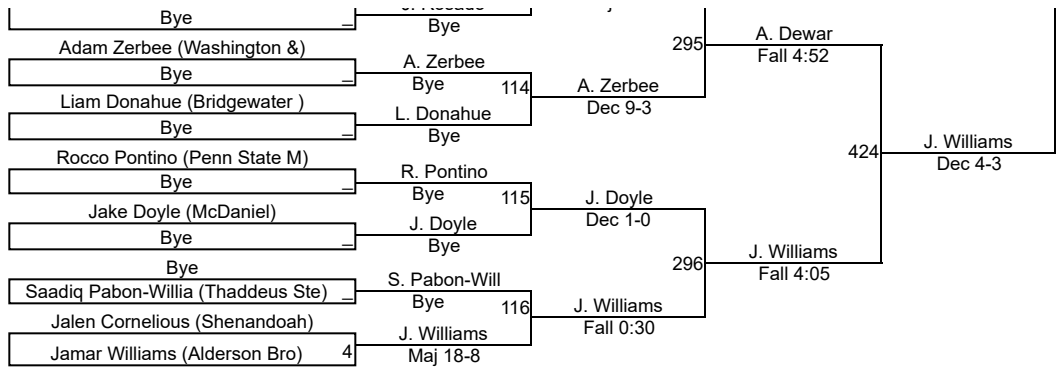 Bye _
Bye
Adam Zerbee (Washington &)
Bye _
A. Zerbee
Bye
114
Liam Donahue (Bridgewater )
Bye _
L. Donahue
Bye
A. Zerbee
Dec 9-3
295
A. Dewar
Fall 4:52
Rocco Pontino (Penn State M)
Bye _
R. Pontino
Bye
115
Jake Doyle (McDaniel)
Bye _
J. Doyle
Bye
J. Doyle
Dec 1-0
296
Bye
Saadiq Pabon-Willia (Thaddeus Ste) _
S. Pabon-Will
Bye
116
Jalen Cornelious (Shenandoah)
Jamar Williams (Alderson Bro) 4
J. Williams
Maj 18-8
J. Williams
Fall 0:30
J. Williams
Fall 4:05
424
J. Williams
Dec 4-3